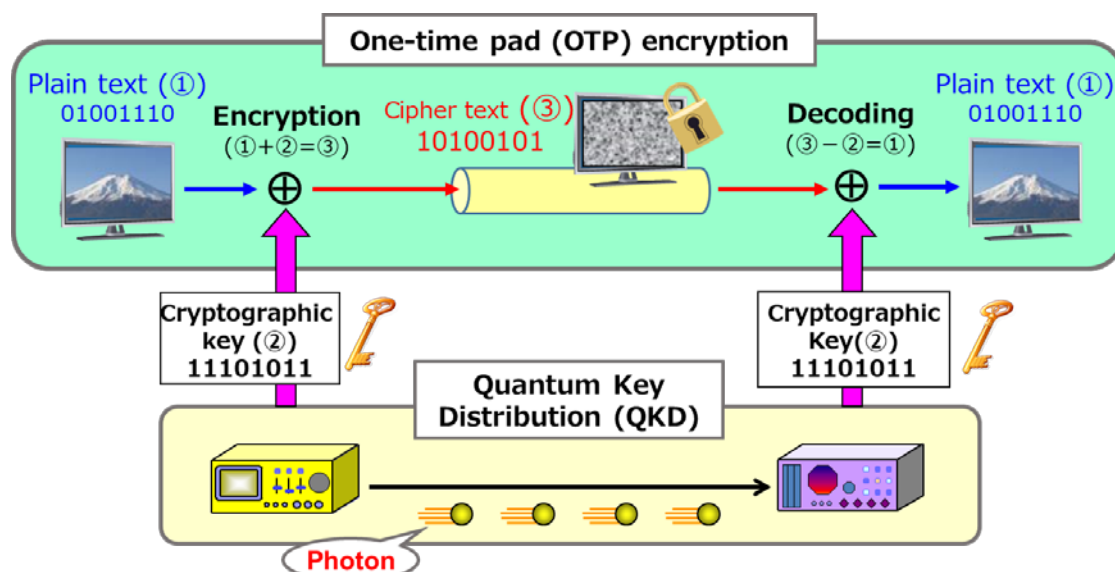 One-time pad (OTP) encryption
Plain text (①)
01001110
Encryption
(①+②=③)
Cipher text (③)
10100101
Decoding
(③-②=①)
Plain text (①)
01001110
Cryptographic
key (②)
11101011
Cryptographic
Key(②)
11101011
Quantum Key
Distribution (QKD)
Photon